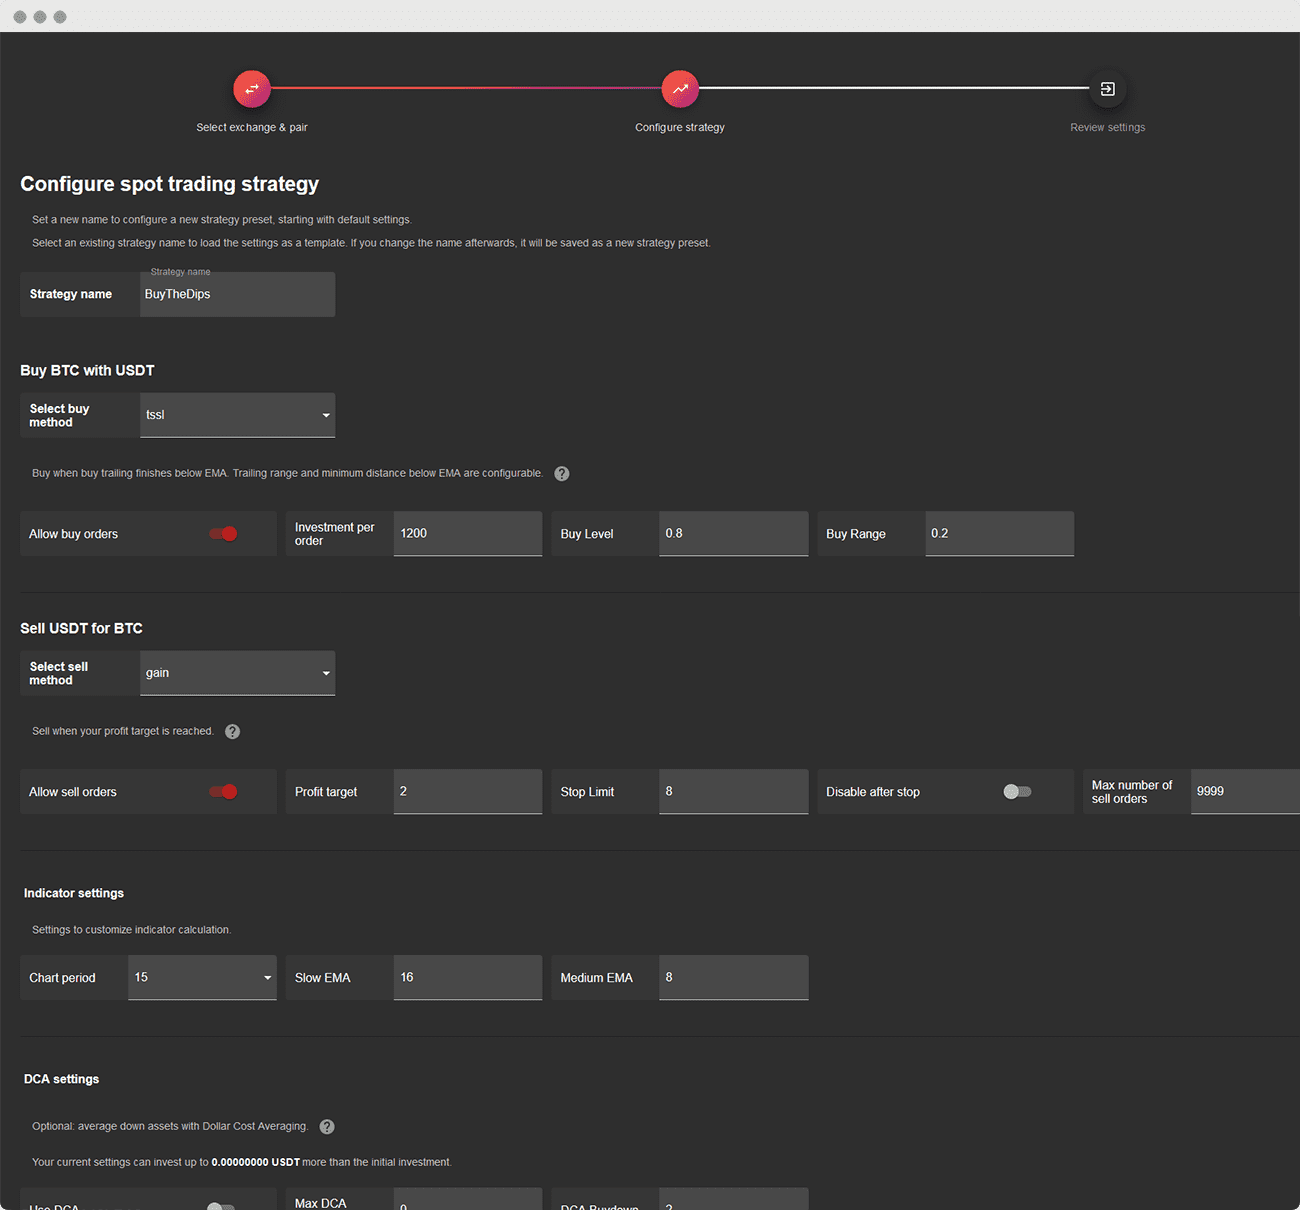 Select exchange & pair
Configure strategy
Review settings
Configure spot trading strategy
Set a new name to configure a new strategy preset, starting with default settings.
Select an existing strategy name to load the settings as a template. If you change the name afterwards, it will be saved as a new strategy preset.
Strategy name
Strategy name
BuyTheDips
Buy BTC with USDT
Select buy
method
tssl
Buy when buy trailing finishes below EMA. Trailing range and minimum distance below EMA are configurable. ?
Allow buy orders
Investment per
order
1200
Buy Level
0.8
Buy Range
0.2
Sell USDT for BTC
Select sell
method
gain
Sell when your profit target is reached. ?
Allow sell orders
Profit target
2
Stop Limit
8
Disable after stop
Max number of
sell orders
9999
Indicator settings
Settings to customize indicator calculation.
Chart period
15
Slow EMA
16
Medium EMA
8
DCA settings
Optional: average down assets with Dollar Cost Averaging. ?
Your current settings can invest up to 0.00000000 USDT more than the initial investment.
Use DCA
Max DCA
0
DCA Buydown
2